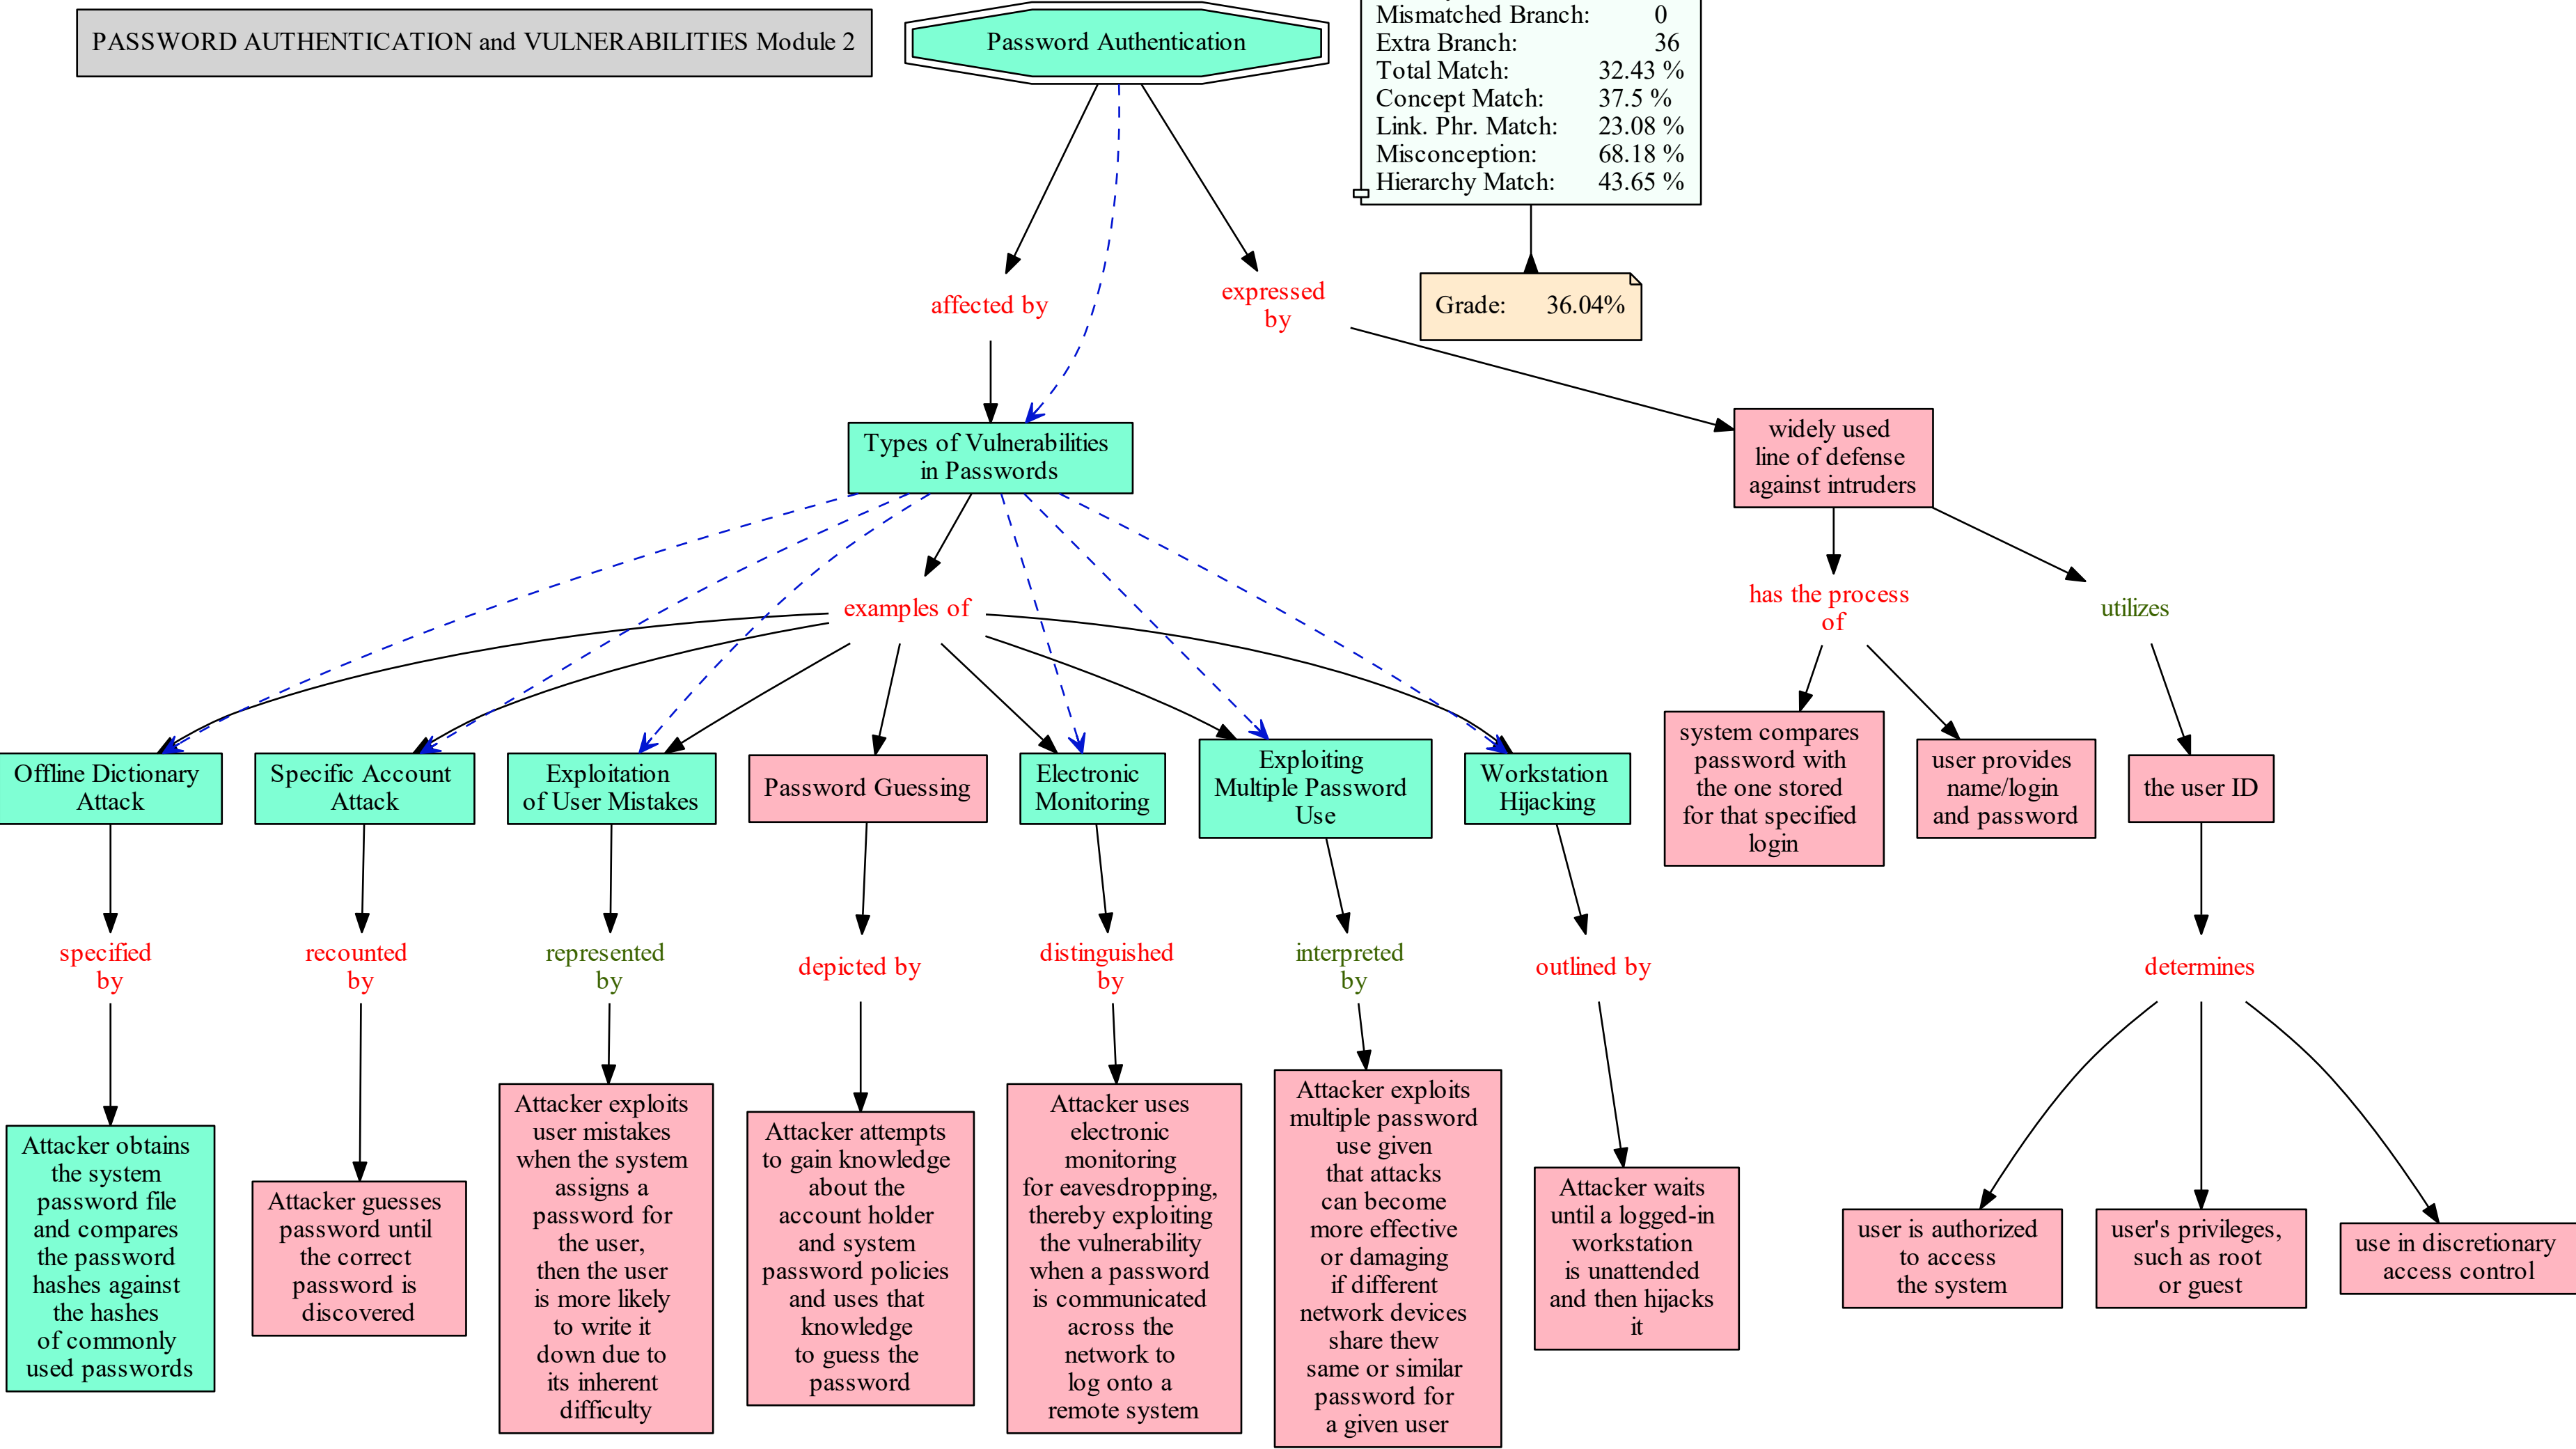 PASSWORD AUTHENTICATION and VULNERABILITIES Module 2
Password Authentication
Mismatched Branch: 0
Extra Branch: 36
Total Match: 32.43 %
Concept Match: 37.5 %
Link. Phr. Match: 23.08 %
Misconception: 68.18 %
Hierarchy Match: 43.65 %
Grade: 36.04%
affected by
expressed
by
Types of Vulnerabilities
in Passwords
widely used
line of defense
against intruders
examples of
has the process
of
utilizes
Offline Dictionary
Attack
Specific Account
Attack
Exploitation
of User Mistakes
Password Guessing
Electronic
Monitoring
Exploiting
Multiple Password
Use
Workstation
Hijacking
system compares
password with
the one stored
for that specified
login
user provides
name/login
and password
the user ID
specified
by
recounted
by
represented
by
depicted by
distinguished
by
interpreted
by
outlined by
determines
Attacker obtains
the system
password file
and compares
the password
hashes against
the hashes
of commonly
used passwords
Attacker guesses
password until
the correct
password is
discovered
Attacker exploits
user mistakes
when the system
assigns a
password for
the user,
then the user
is more likely
to write it
down due to
its inherent
difficulty
Attacker attempts
to gain knowledge
about the
account holder
and system
password policies
and uses that
knowledge
to guess the
password
Attacker uses
electronic
monitoring
for eavesdropping,
thereby exploiting
the vulnerability
when a password
is communicated
across the
network to
log onto a
remote system
Attacker exploits
multiple password
use given
that attacks
can become
more effective
or damaging
if different
network devices
share thew
same or similar
password for
a given user
Attacker waits
until a logged-in
workstation
is unattended
and then hijacks
it
user is authorized
to access
the system
user's privileges,
such as root
or guest
use in discretionary
access control